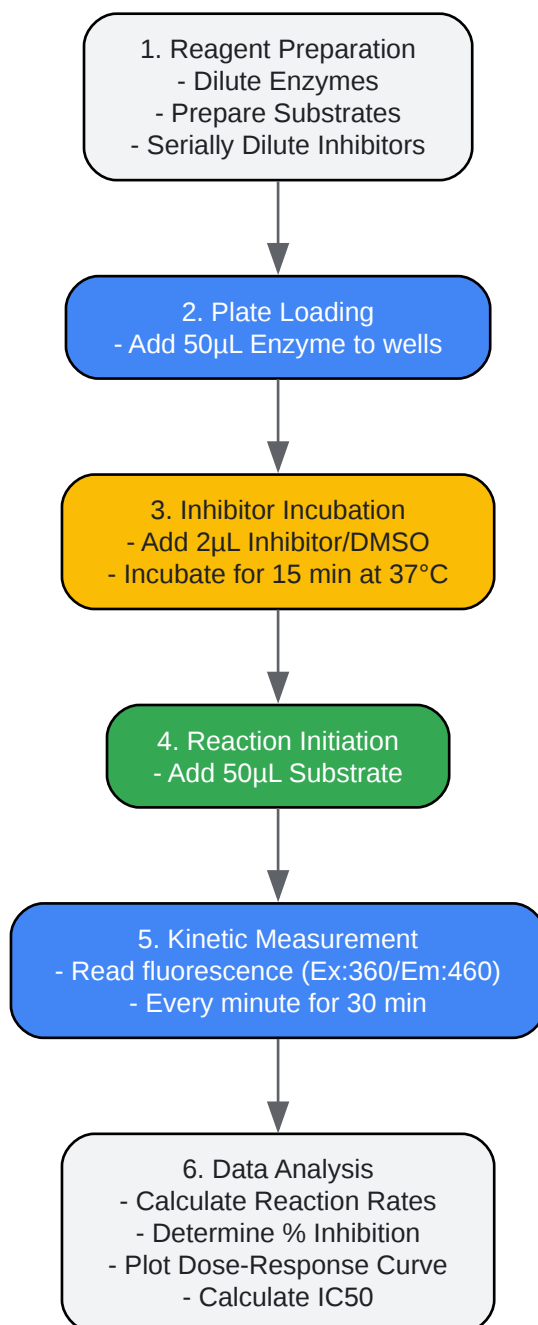 1. Reagent Preparation
- Dilute Enzymes
- Prepare Substrates
- Serially Dilute Inhibitors
2. Plate Loading
- Add 50µL Enzyme to wells
3. Inhibitor Incubation
- Add 2µL Inhibitor/DMSO
- Incubate for 15 min at 37°C
4. Reaction Initiation
- Add 50µL Substrate
5. Kinetic Measurement
- Read fluorescence (Ex:360/Em:460)
- Every minute for 30 min
6. Data Analysis
- Calculate Reaction Rates
- Determine % Inhibition
- Plot Dose-Response Curve
- Calculate IC50